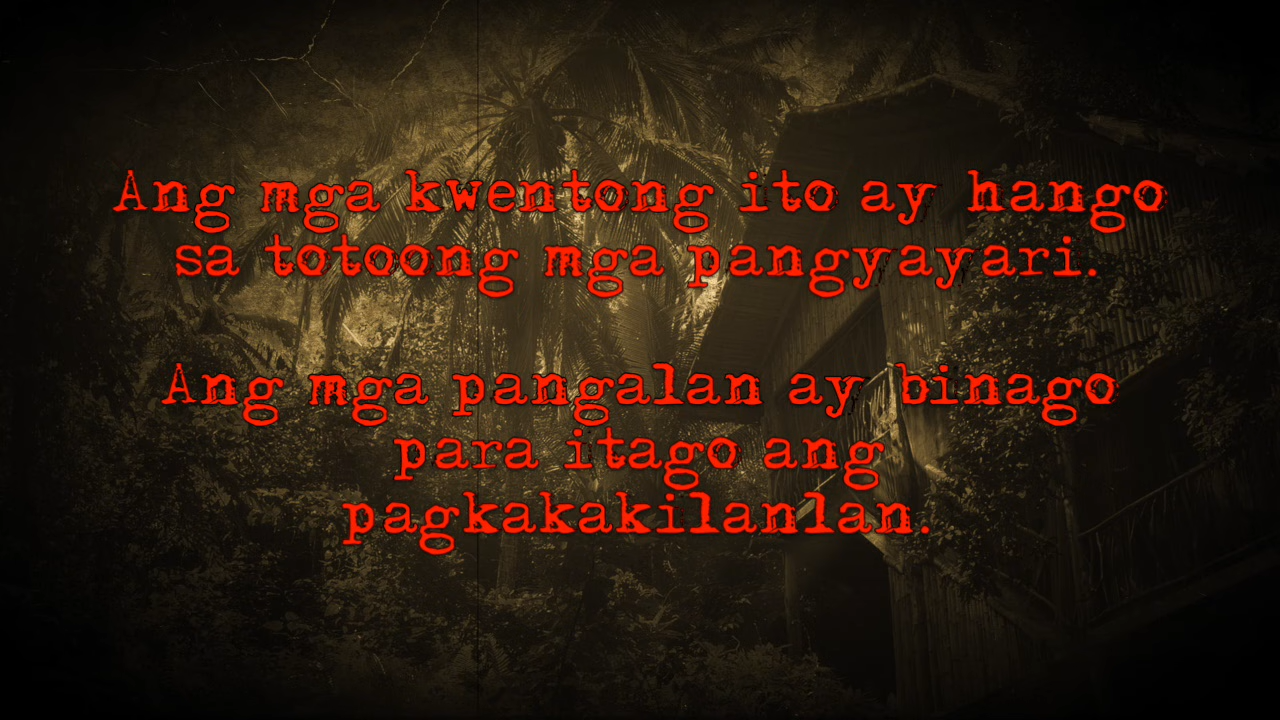 Ang mga kwentong ito ay hango
sa totoong mga pangyayari.
Ang mga pangalan ay binago
para itago ang
pagkakakilanlan.